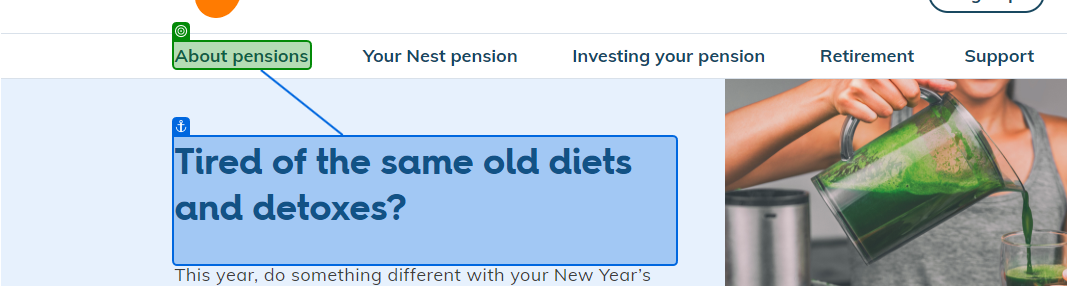 About pensions
Your Nest pension
Investing your pension
Retirement
Support
Tired of the same old diets
and detoxes?
This year, do something different with your New Year's